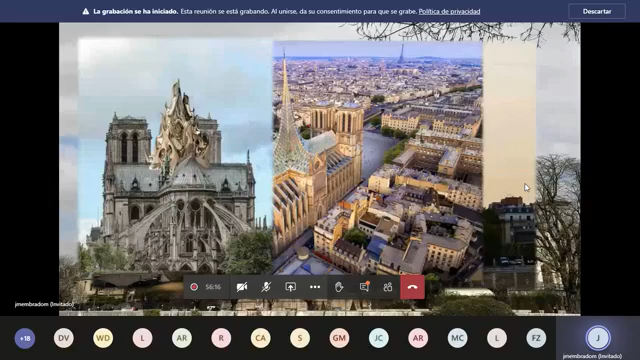 La grabación se ha iniciado. Esta reunión se está grabando. Al unirse, da su consentimiento para que se grabe. Política de privacidad
Descartar
56:16
jmembradom (Invitado)
+18
DV
WD
L
AR
R
CA
S
GM
JC
AR
MC
L
FZ
J
jmembradom (Invitado)